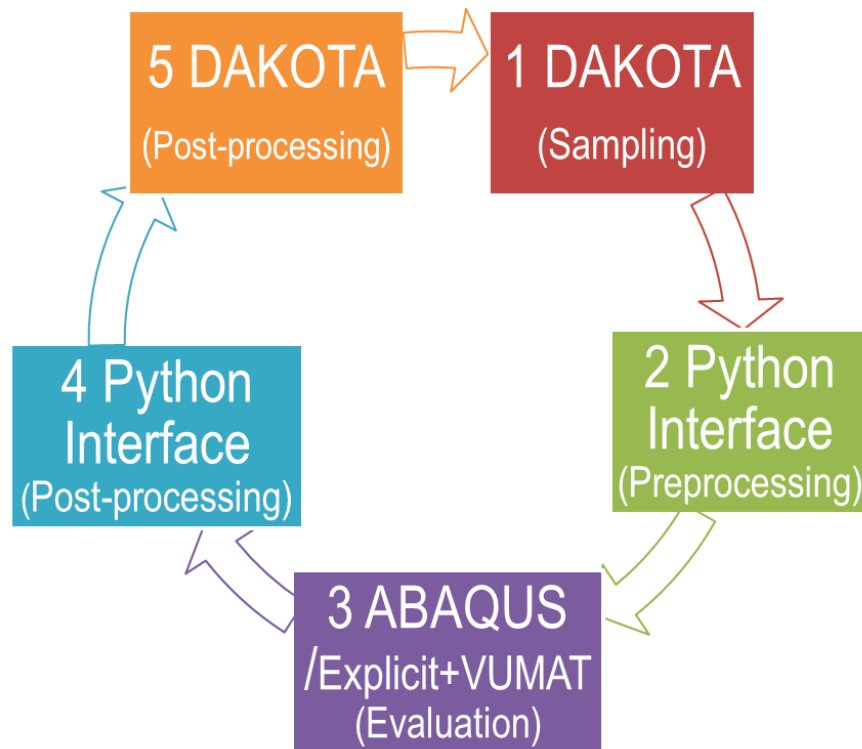 5 DAKOTA
(Post-processing)
1 DAKOTA
(Sampling)
2 Python
Interface
(Preprocessing)
3 ABAQUS
/Explicit+VUMAT
(Evaluation)
4 Python
Interface
(Post-processing)